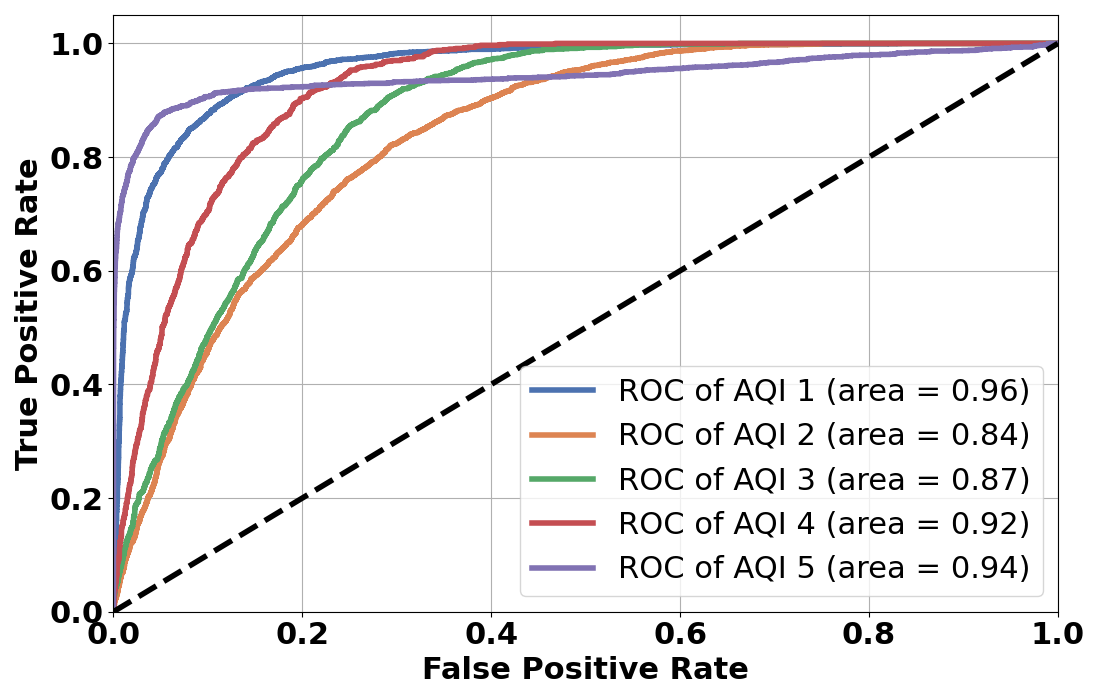 True Positive Rate
1.0
0.8
0.6
0.4
0.2
0.0
ROC of AQI 1 (area = 0.96)
ROC of AQI 2 (area = 0.84)
ROC of AQI 3 (area = 0.87)
ROC of AQI 4 (area = 0.92)
ROC of AQI 5 (area = 0.94)
0.0 0.2 0.4 0.6 0.8 1.0
False Positive Rate